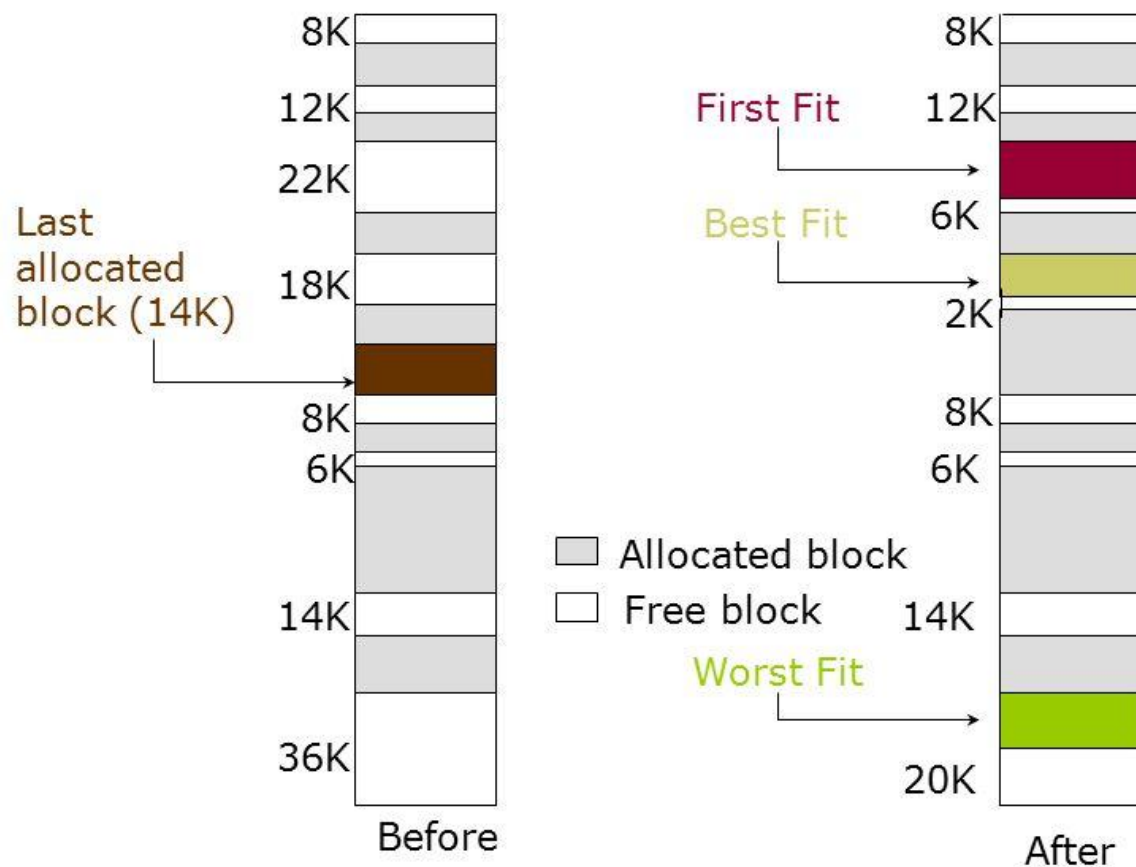 8K
12K
22K
Last
allocated
block (14K)
18K
8K
6K
14K
36K
Before
Allocated block
Free block
8K
First Fit
12K
Best Fit
6K
2K
8K
6K
14K
Worst Fit
20K
After